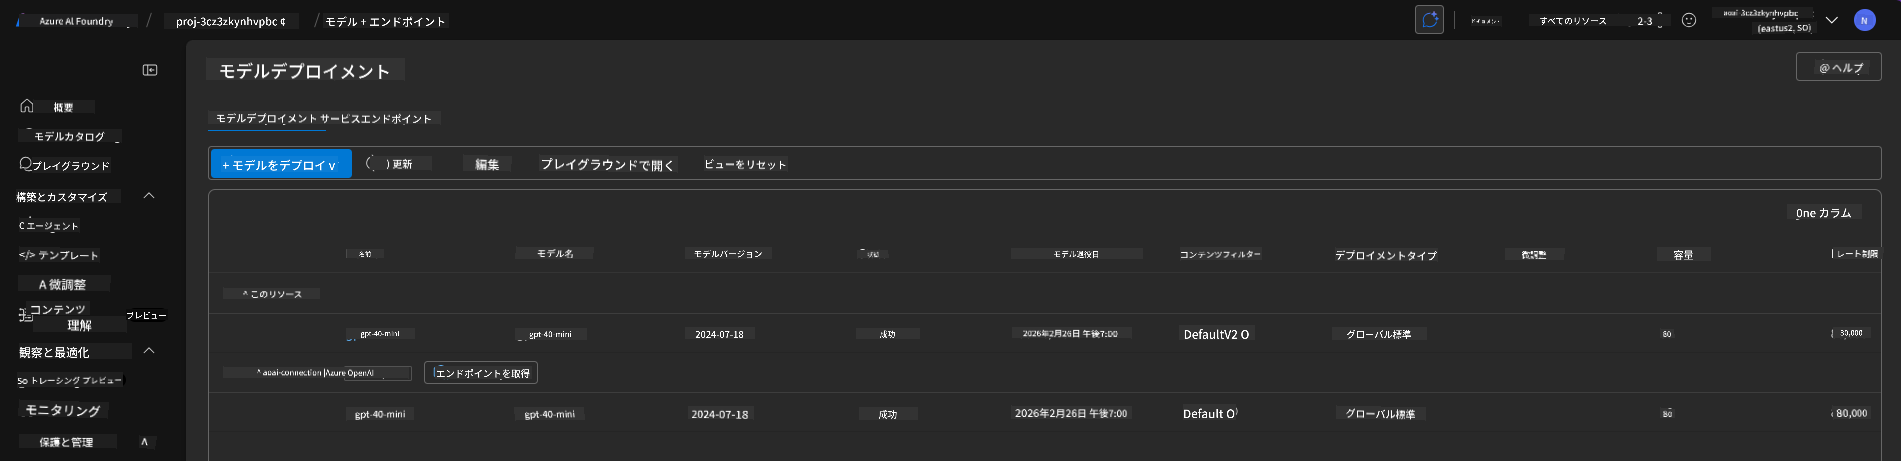 Azure AI Foundry / proj-3cz3zkynhvpbc ¢ / モデル + エンドポイント
ドキュメント すべてのリソース 2-3 aoai-3cz3zkynhvpbc (eastus2, SO) N
モデルデプロイメント
@ ヘルプ
概要
モデルカタログ
プレイグラウンド
構築とカスタマイズ
C エージェント
</> テンプレート
A 微調整
コンテンツ
理解 プレビュー
観察と最適化
So トレーシング プレビュー
モニタリング
保護と管理 ^
モデルデプロイメント サービスエンドポイント
+ モデルをデプロイ v ) 更新 編集 プレイグラウンドで開く ビューをリセット
One カラム
名前 モデル名 モデルバージョン 状態 モデル退役日 コンテンツフィルター デプロイメントタイプ 微調整 容量 レート制限
^ このリソース
gpt-40-mini gpt-40-mini 2024-07-18 成功 2026年2月26日 午後7:00 DefaultV2 O グローバル標準 80 80,000
^ aoai-connection |Azure OpenAI エンドポイントを取得
gpt-40-mini gpt-40-mini 2024-07-18 成功 2026年2月26日 午後7:00 Default O グローバル標準 80 80,000